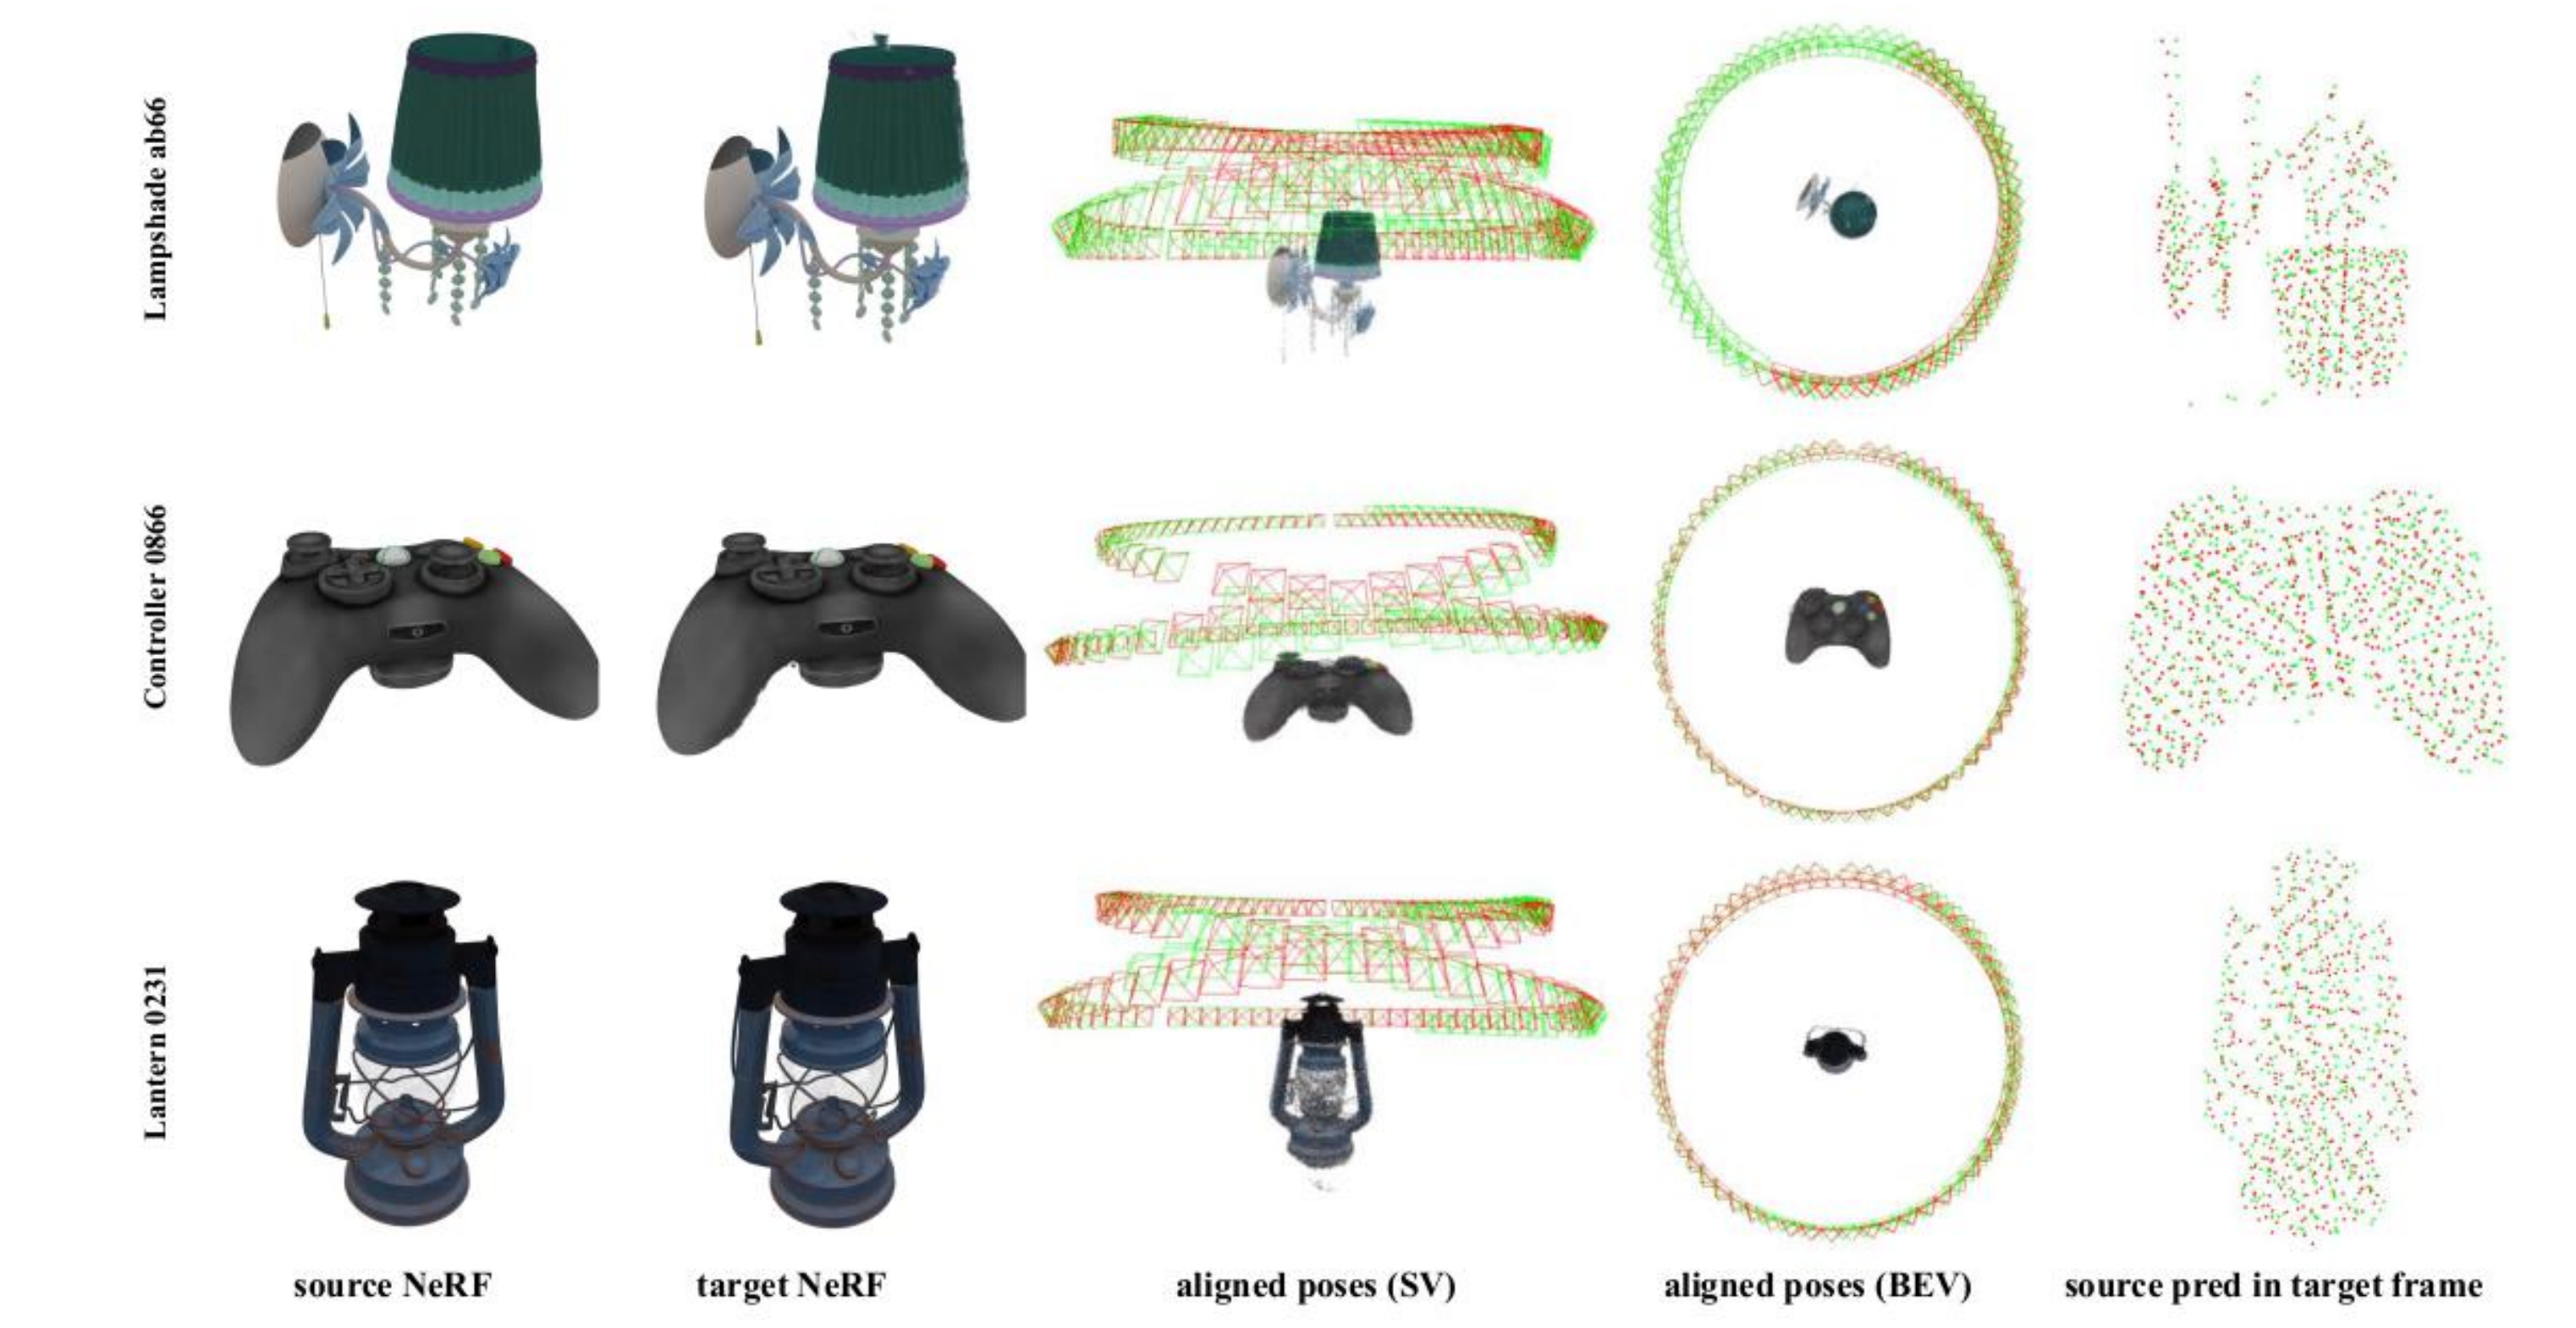 Lampshade ab66
Controller 0866
Lantern 0231
source NeRF
target NeRF
aligned poses (SV)
aligned poses (BEV)
source pred in target frame